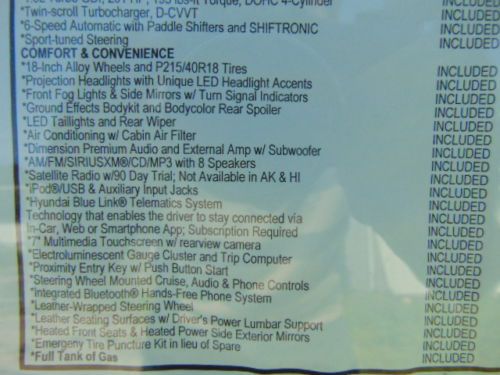 201 HP, 195 lbs-ft Torque, DOHC 4-Cylinder
*Twin-scroll Turbocharger, D-CVVT INCLUDED
*6-Speed Automatic with Paddle Shifters and SHIFTRONIC INCLUDED
*Sport-tuned Steering INCLUDED
COMFORT & CONVENIENCE
*18-Inch Alloy Wheels and P215/40R18 Tires INCLUDED
*Projection Headlights with Unique LED Headlight Accents INCLUDED
*Front Fog Lights & Side Mirrors w/ Turn Signal Indicators INCLUDED
*Ground Effects Bodykit and Bodycolor Rear Spoiler INCLUDED
*LED Taillights and Rear Wiper INCLUDED
*Air Conditioning w/ Cabin Air Filter INCLUDED
*Dimension Premium Audio and External Amp w/ Subwoofer INCLUDED
*AM/FM/SIRIUSXM®/CD/MP3 with 8 Speakers INCLUDED
*Satellite Radio w/90 Day Trial; Not Available in AK & HI INCLUDED
*iPod®/USB & Auxiliary Input Jacks INCLUDED
*Hyundai Blue Link® Telematics System INCLUDED
Technology that enables the driver to stay connected via INCLUDED
In-Car, Web or Smartphone App; Subscription Required INCLUDED
*7" Multimedia Touchscreen w/ rearview camera INCLUDED
*Electroluminescent Gauge Cluster and Trip Computer INCLUDED
*Proximity Entry Key w/ Push Button Start INCLUDED
*Steering Wheel Mounted Cruise, Audio & Phone Controls INCLUDED
*Integrated Bluetooth® Hands-Free Phone System INCLUDED
*Leather-Wrapped Steering Wheel INCLUDED
*Leather Seating Surfaces w/ Driver's Power Lumbar Support INCLUDED
*Heated Front Seats & Heated Power Side Exterior Mirrors INCLUDED
*Emergeny Tire Puncture Kit in lieu of Spare INCLUDED
*Full Tank of Gas INCLUDED